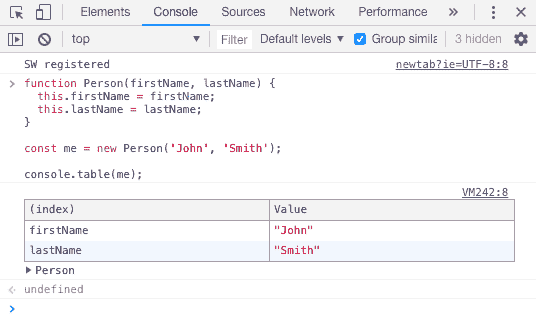 Elements Console Sources Network Performance »
top Filter Default levels Group simila 3 hidden
SW registered newtab?ie=UTF-8:8
function Person(firstName, lastName) {
this.firstName = firstName;
this.lastName = lastName;
}
const me = new Person('John', 'Smith');
console.table(me);
VM242:8
(index) Value
firstName "John"
lastName "Smith"
Person
undefined